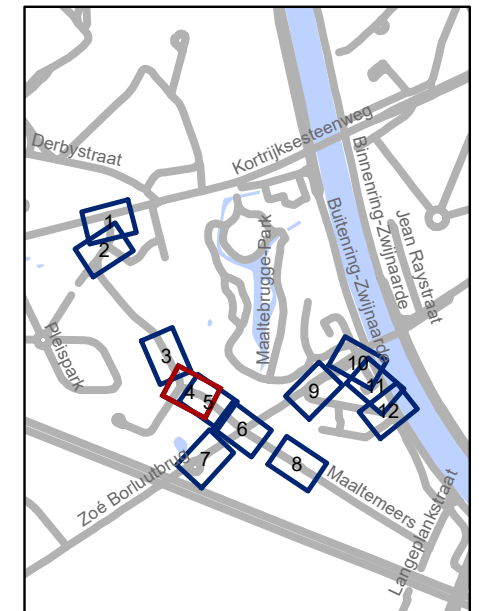 Kortrijksesteenweg
Derbystraat
Binnenring-Zwijnaarde
Buitenring-Zwijnaarde
Jean Raystraat
Maaltebrugge-Park
1
2
Pleispark
3
4
5
6
7
8
9
10
11
12
Zoé Borluutbrug
Maaltemeers
Langeplankstraat